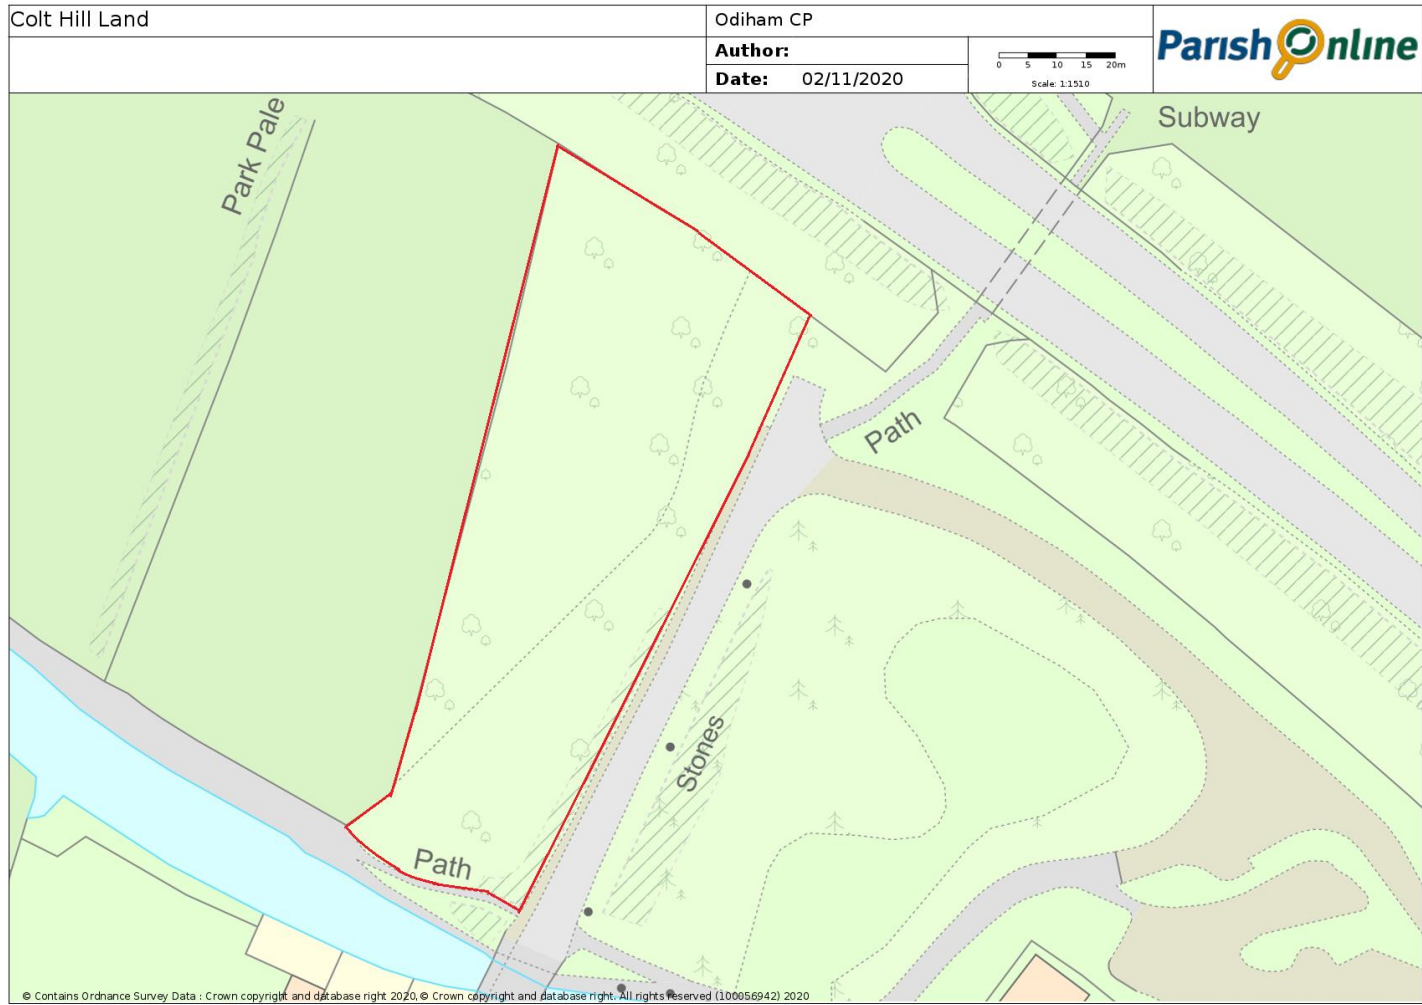 Colt Hill Land
Odiham CP
Author:
Date: 02/11/2020
0 5 10 15 20m
Scale: 1:1510
Parish Online
Park Pale
Subway
Path
Stones
Path
© Contains Ordnance Survey Data : Crown copyright and database right 2020,© Crown copyright and database right. All rights reserved (100056942) 2020